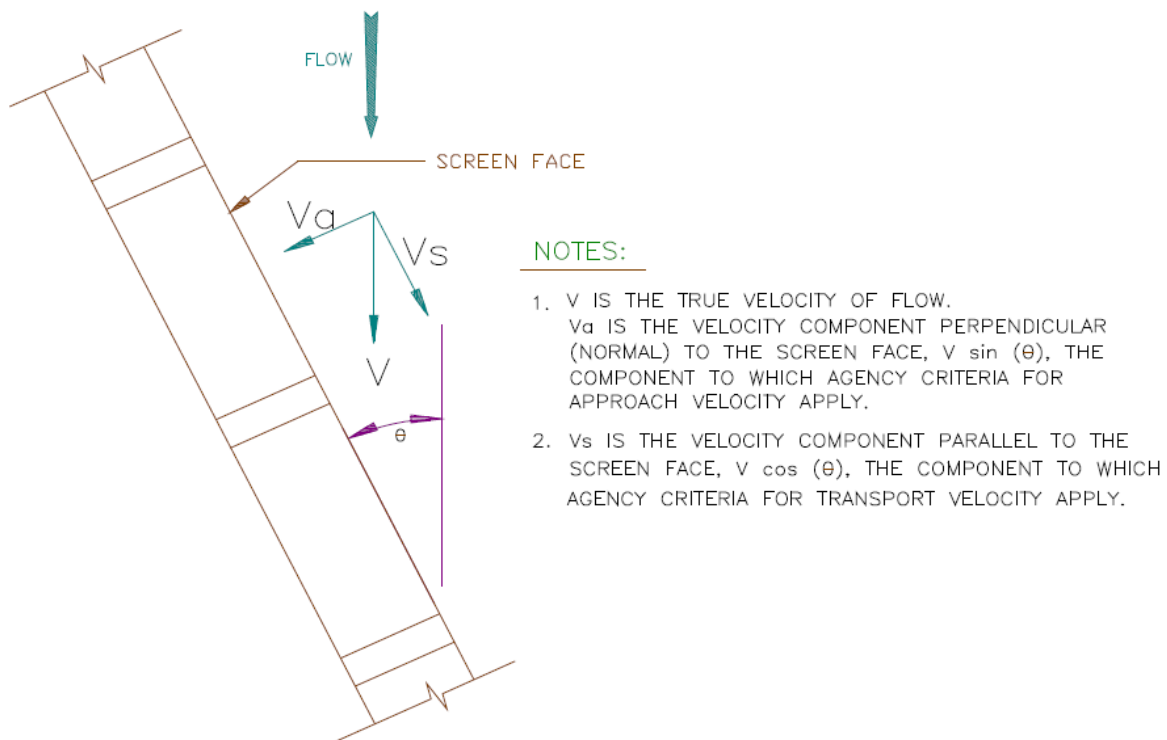 FLOW
SCREEN FACE
Va
Vs
V
θ
NOTES:
1. V IS THE TRUE VELOCITY OF FLOW.
Va IS THE VELOCITY COMPONENT PERPENDICULAR
(NORMAL) TO THE SCREEN FACE, V sin (θ), THE
COMPONENT TO WHICH AGENCY CRITERIA FOR
APPROACH VELOCITY APPLY.
2. Vs IS THE VELOCITY COMPONENT PARALLEL TO THE
SCREEN FACE, V cos (θ), THE COMPONENT TO WHICH
AGENCY CRITERIA FOR TRANSPORT VELOCITY APPLY.